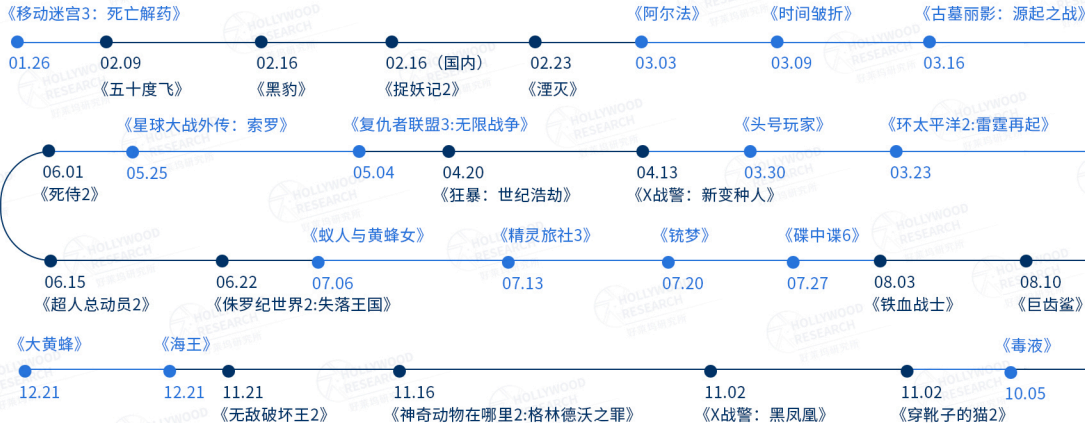 《移动迷宫3：死亡解药》 《阿尔法》 《时间皱折》 《古墓丽影：源起之战》
01.26 02.09 02.16 02.16（国内） 02.23 03.03 03.09 03.16
《五十度飞》 《黑豹》 《捉妖记2》 《湮灭》
《星球大战外传：索罗》 《复仇者联盟3:无限战争》 《头号玩家》 《环太平洋2:雷霆再起》
06.01 05.25 05.04 04.20 04.13 03.30 03.23
《死侍2》 《狂暴：世纪浩劫》 《X战警：新变种人》
《蚁人与黄蜂女》 《精灵旅社3》 《铳梦》 《碟中谍6》
06.15 06.22 07.06 07.13 07.20 07.27 08.03 08.10
《超人总动员2》 《侏罗纪世界2:失落王国》 《铁血战士》 《巨齿鲨》
《大黄蜂》 《海王》 《毒液》
12.21 12.21 11.21 11.16 11.02 11.02 10.05
《无敌破坏王2》 《神奇动物在哪里2:格林德沃之罪》 《X战警：黑凤凰》 《穿靴子的猫2》
HOLLYWOOD
RESEARCH
好莱坞研究所